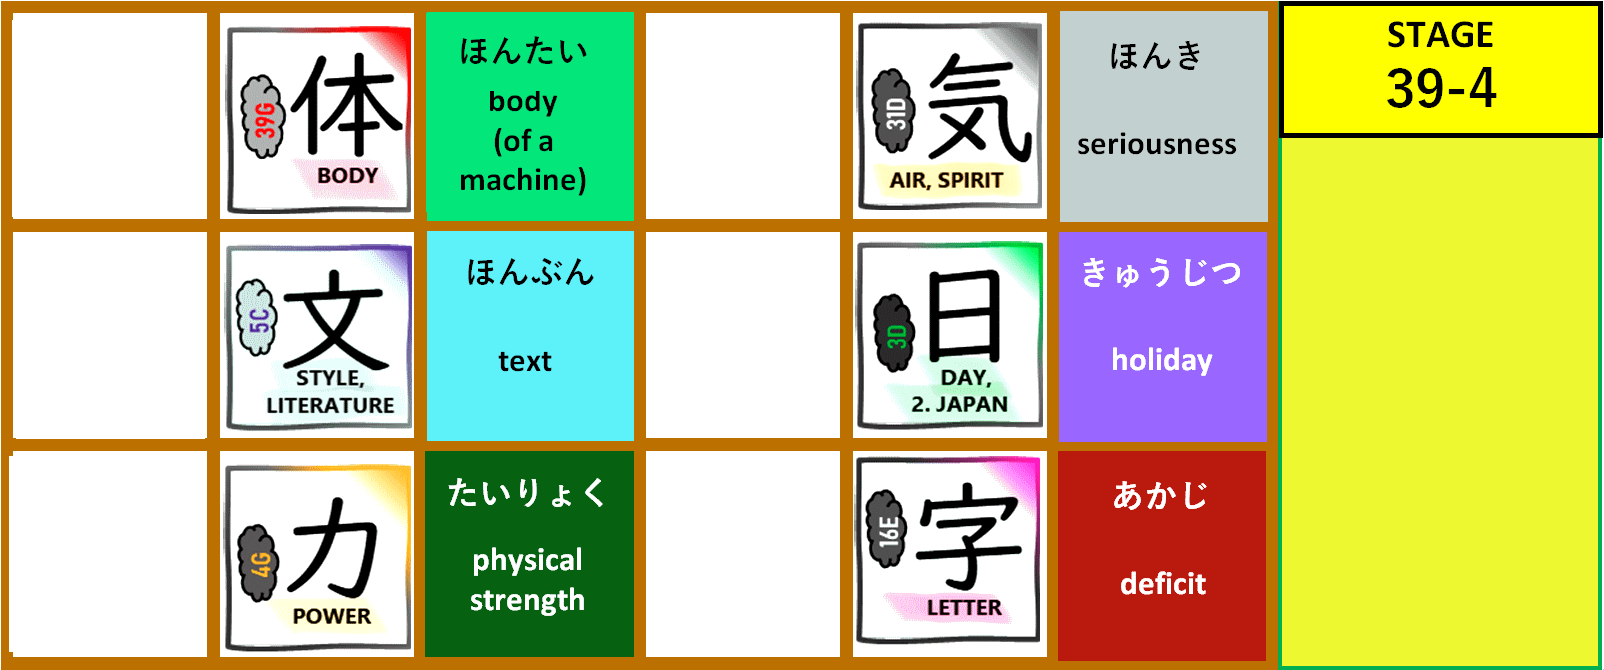 39G
体
BODY
ほんたい
body
(of a
machine)
31D
気
AIR, SPIRIT
ほんき
seriousness
STAGE
39-4
5C
文
STYLE,
LITERATURE
ほんぶん
text
3D
日
DAY,
2. JAPAN
きゅうじつ
holiday
4G
力
POWER
たいりょく
physical
strength
16E
字
LETTER
あかじ
deficit